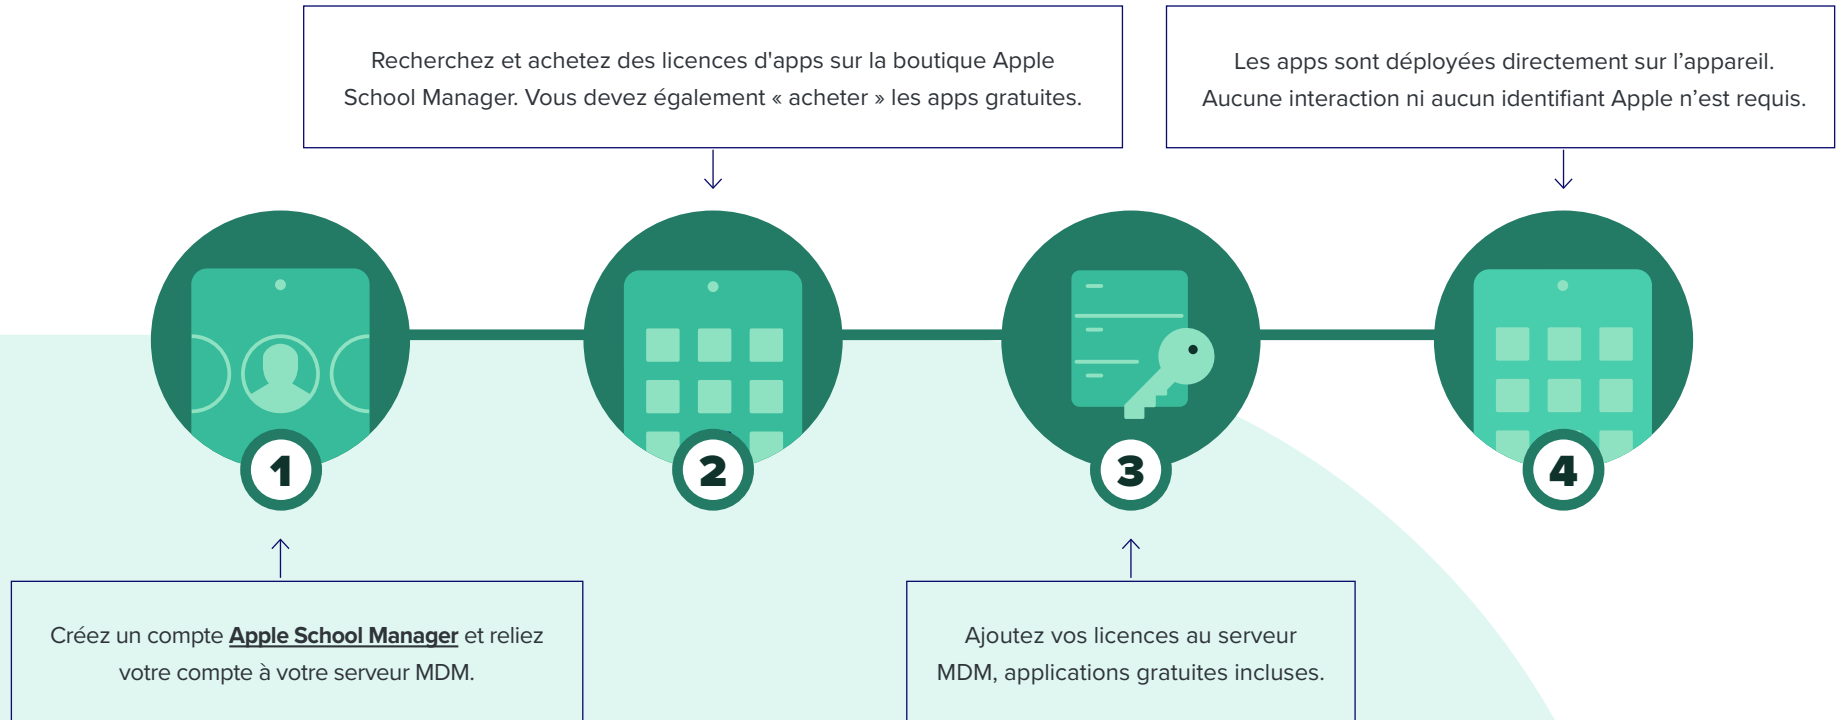 Recherchez et achetez des licences d'apps sur la boutique Apple
School Manager. Vous devez également « acheter » les apps gratuites.
Les apps sont déployées directement sur l’appareil.
Aucune interaction ni aucun identifiant Apple n’est requis.
1
2
3
4
Créez un compte Apple School Manager et reliez
votre compte à votre serveur MDM.
Ajoutez vos licences au serveur
MDM, applications gratuites incluses.